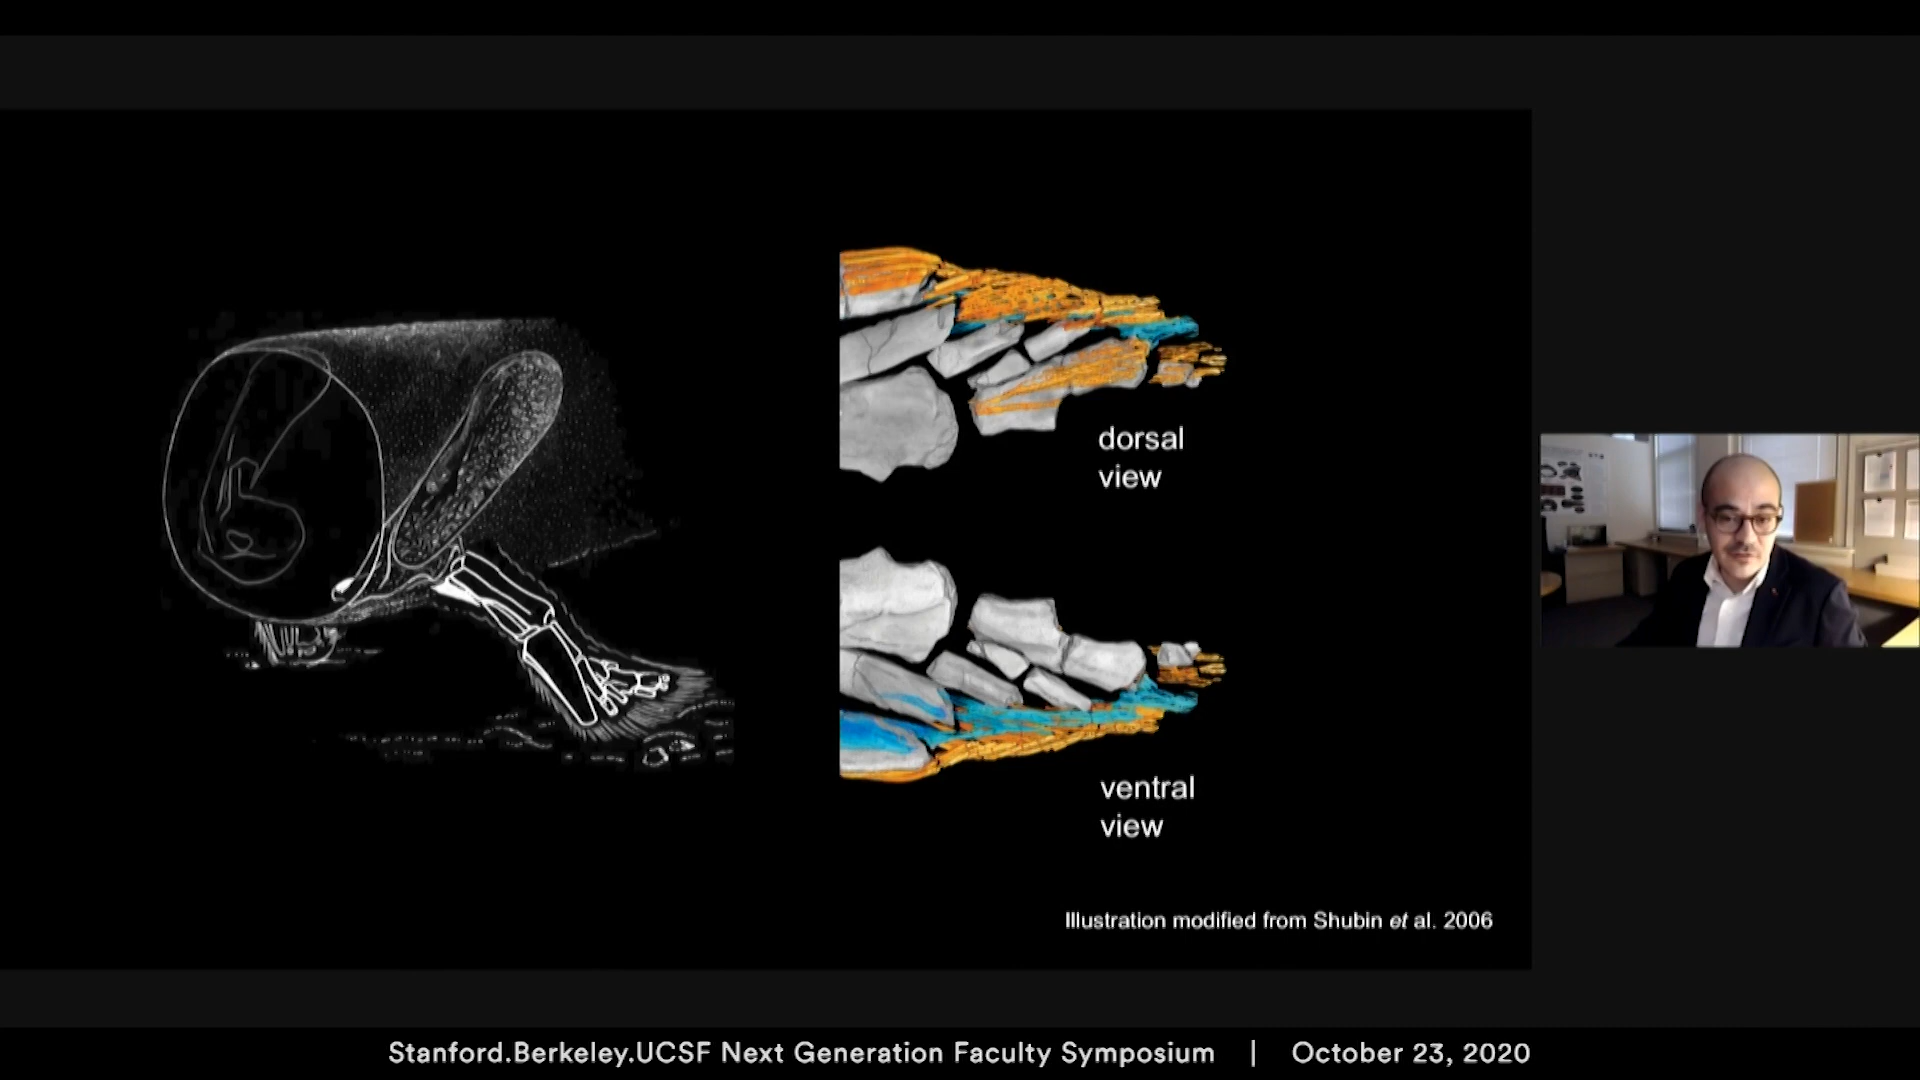 dorsal
view
ventral
view
Illustration modified from Shubin et al. 2006
Stanford.Berkeley.UCSF Next Generation Faculty Symposium | October 23, 2020